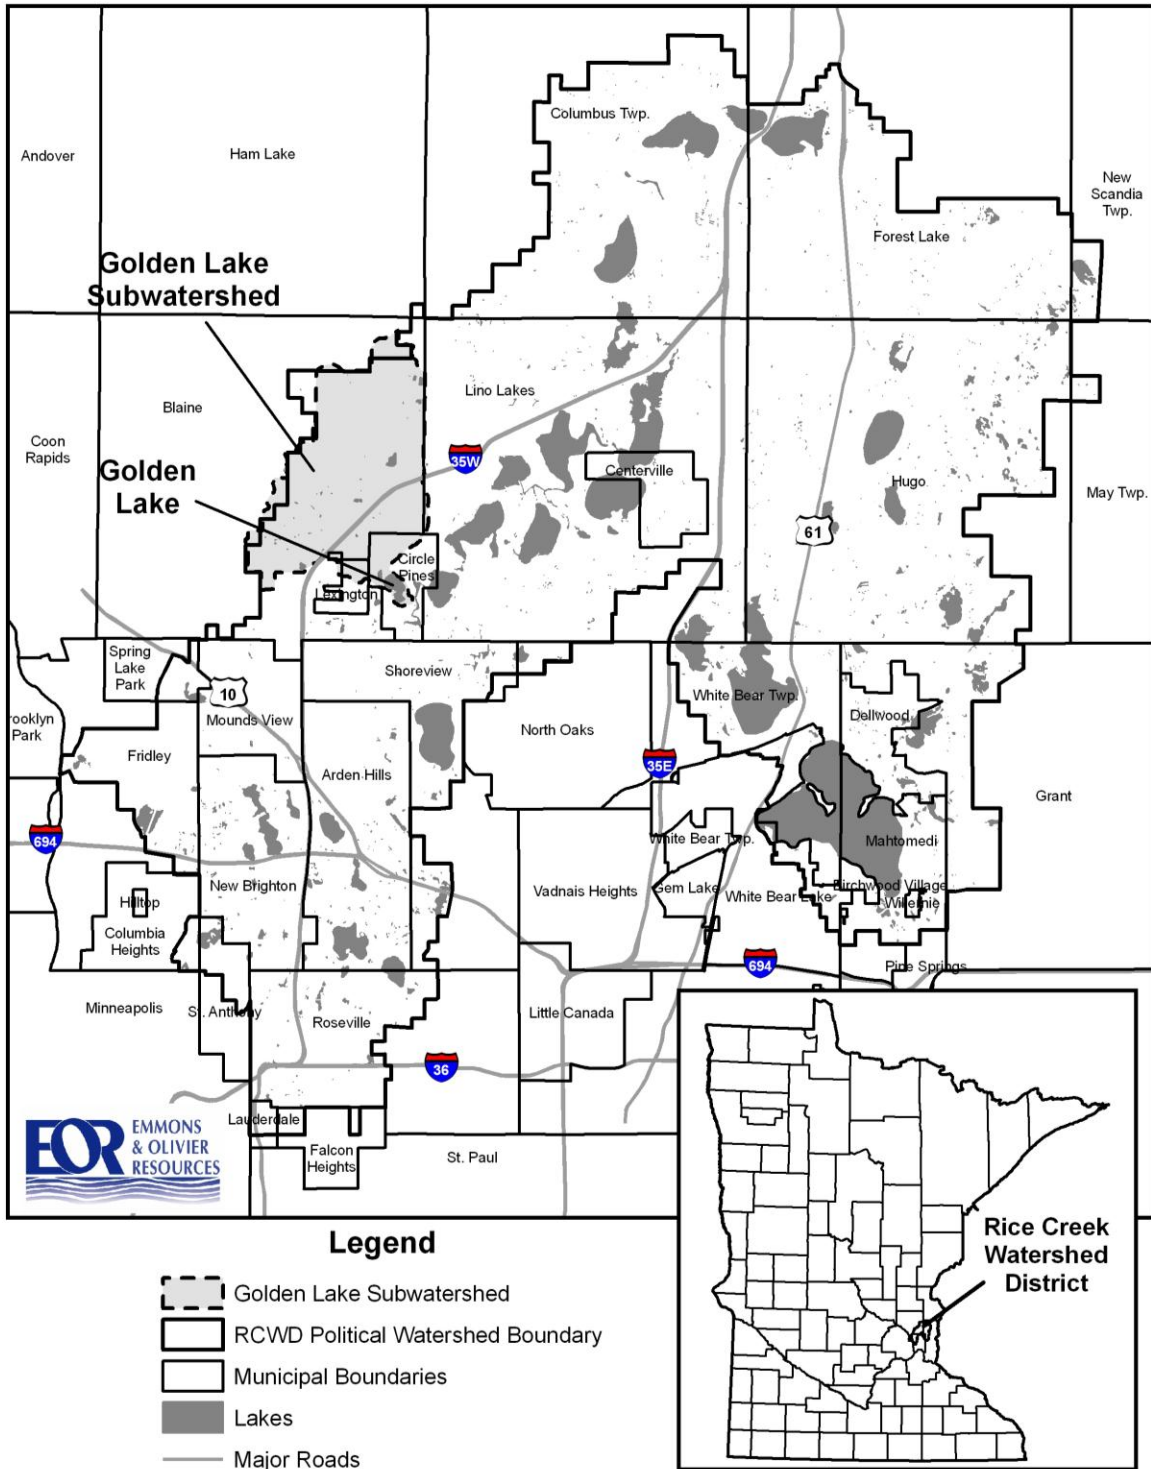 Columbus Twp.
Andover
Ham Lake
New
Scandia
Twp.
Forest Lake
Golden Lake
Subwatershed
Lino Lakes
Blaine
Coon
Rapids
35W
Golden
Lake
Centerville
Hugo
May Twp.
61
Circle
Pines
Lexington
Spring
Lake
Park
Shoreview
10
White Bear Twp.
Dellwood
rooklyn
Park
Mounds View
North Oaks
Fridley
35E
Arden Hills
Grant
694
White Bear Twp.
Mahtomedi
New Brighton
Vadnais Heights
Gem Lake
White Bear Lake
Birchwood Village
Willernie
Hilltop
Columbia
Heights
694
Pine Springs
Minneapolis
St. Anthony
Roseville
Little Canada
36
Lauderdale
EOR
EMMONS
& OLIVIER
RESOURCES
Falcon
Heights
St. Paul
Legend
Golden Lake Subwatershed
RCWD Political Watershed Boundary
Municipal Boundaries
Lakes
Major Roads
Rice Creek
Watershed
District